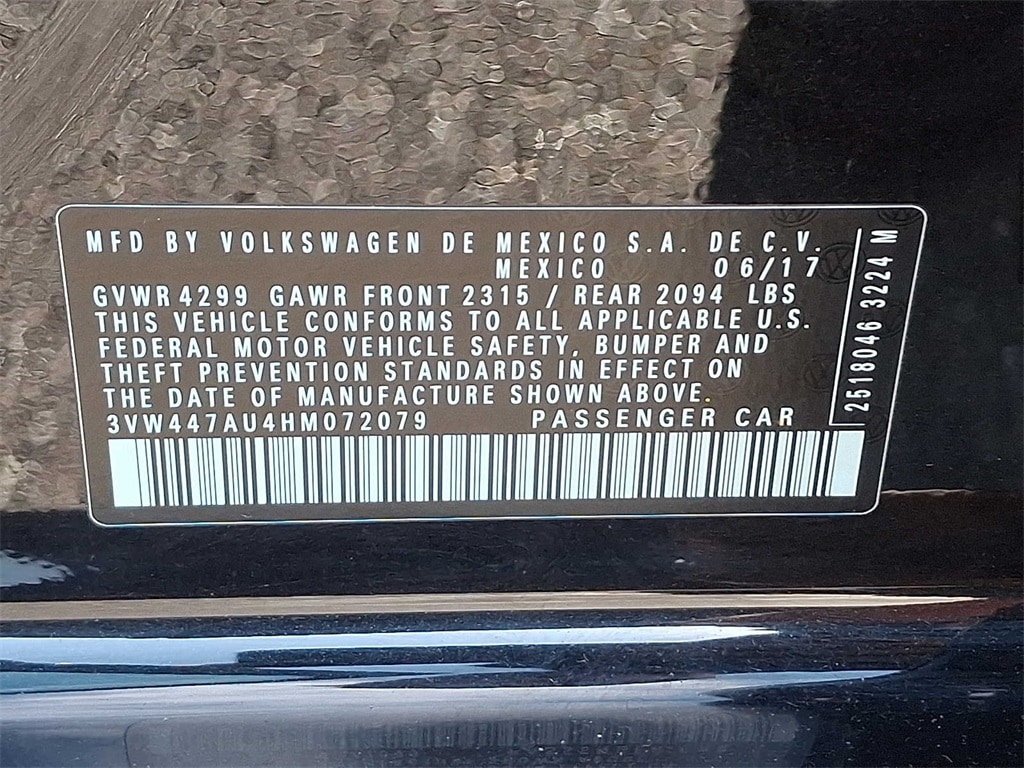 MFD BY VOLKSWAGEN DE MEXICO S.A. DE C.V.
MEXICO 06/17
GVWR 4299 GAWR FRONT 2315 / REAR 2094 LBS
THIS VEHICLE CONFORMS TO ALL APPLICABLE U.S.
FEDERAL MOTOR VEHICLE SAFETY, BUMPER AND
THEFT PREVENTION STANDARDS IN EFFECT ON
THE DATE OF MANUFACTURE SHOWN ABOVE.
3VW447AU4HM072079 PASSENGER CAR
2518046 3224 M